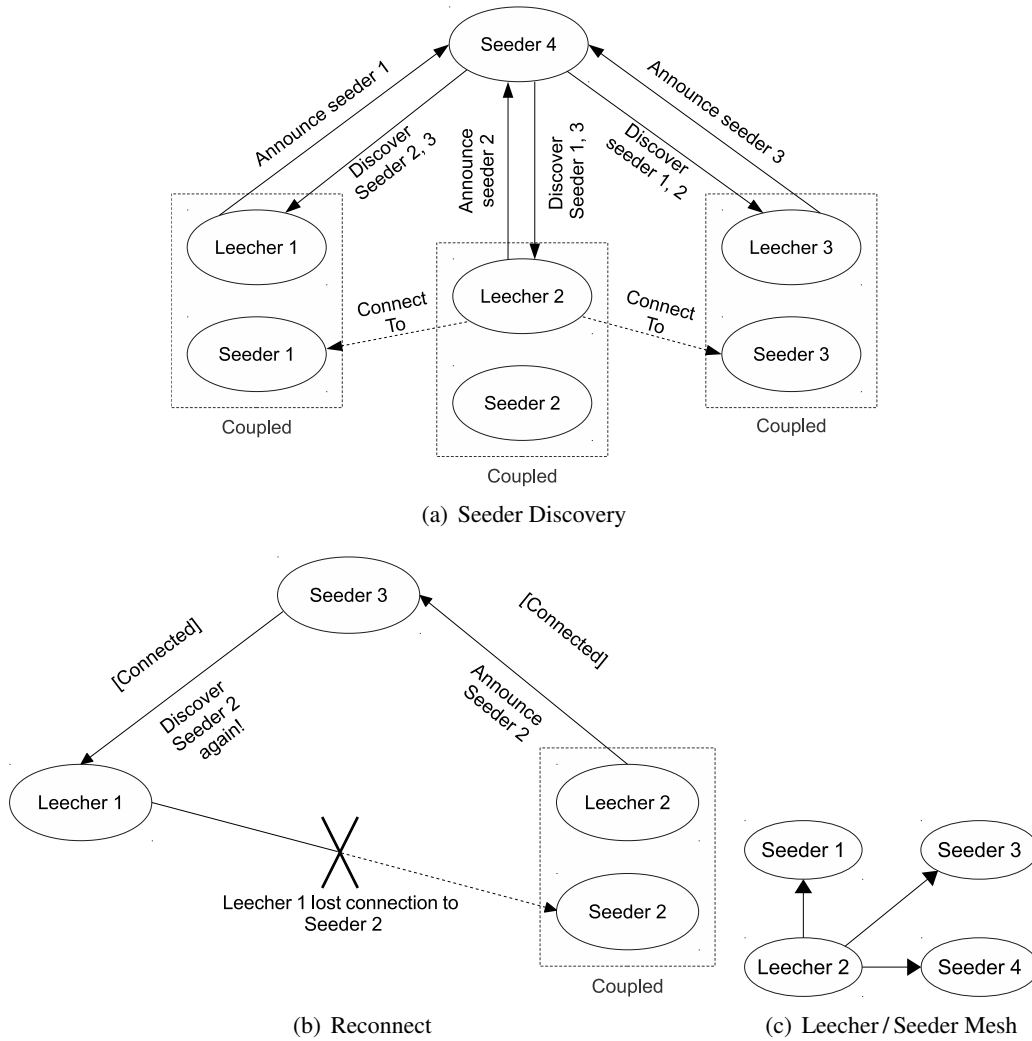 Seeder 4
Announce seeder 1
Discover
Seeder 2, 3
Announce
seeder 2
Discover
Seeder 1, 3
Discover
seeder 1, 2
Announce seeder 3
Leecher 1
Leecher 2
Leecher 3
Connect
To
Connect
To
Seeder 1
Seeder 2
Seeder 3
Coupled
Coupled
Coupled
(a) Seeder Discovery
Seeder 3
[Connected]
[Connected]
Discover
Seeder 2
again!
Announce
Seeder 2
Leecher 1
Leecher 2
Leecher 1 lost connection to
Seeder 2
Seeder 2
Coupled
(b) Reconnect
Seeder 1
Seeder 3
Leecher 2
Seeder 4
(c) Leecher / Seeder Mesh